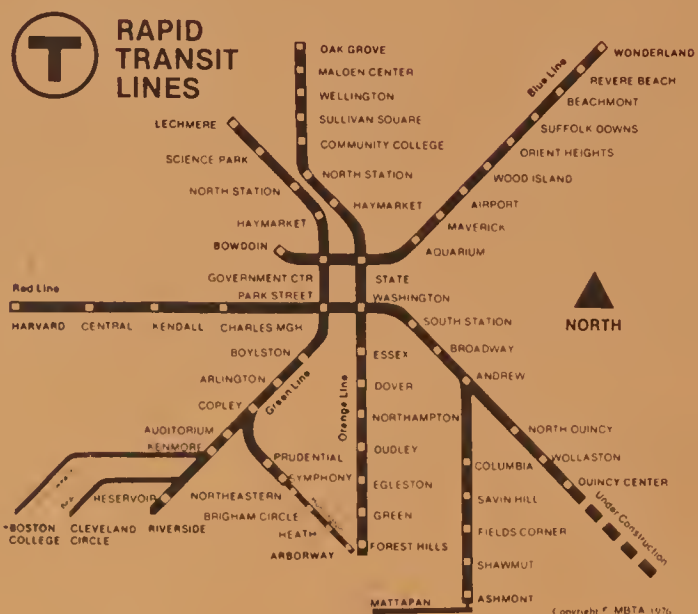 T
RAPID
TRANSIT
LINES
OAK GROVE
MALDEN CENTER
WELLINGTON
SULLIVAN SQUARE
COMMUNITY COLLEGE
NORTH STATION
HAYMARKET
Blue Line
WONDERLAND
REVERE BEACH
BEACHMONT
SUFFOLK DOWNS
ORIENT HEIGHTS
WOOD ISLAND
AIRPORT
MAVERICK
AQUARIUM
LECHMERE
SCIENCE PARK
NORTH STATION
HAYMARKET
BOWDOIN
GOVERNMENT CTR
STATE
Red Line
PARK STREET
WASHINGTON
HARVARD
CENTRAL
KENDALL
CHARLES MGH
SOUTH STATION
BROADWAY
ANDREW
NORTH
BOYLSTON
ARLINGTON
COPLEY
Green Line
Orange Line
ESSEX
DOVER
NORTHAMPTON
DUDLEY
EGLESTON
GREEN
FOREST HILLS
AUDITORIUM
KENMORE
PRUDENTIAL
SYMPHONY
RESERVOIR
NORTHEASTERN
BRIGHAM CIRCLE
HEATH
ARBORWAY
BOSTON
COLLEGE
CLEVELAND
CIRCLE
RIVERSIDE
COLUMBIA
SAVIN HILL
FIELDS CORNER
SHAWMUT
ASHMONT
MATTAPAN
NORTH QUINCY
WOLLASTON
QUINCY CENTER
Under Construction
Copyright MBTA